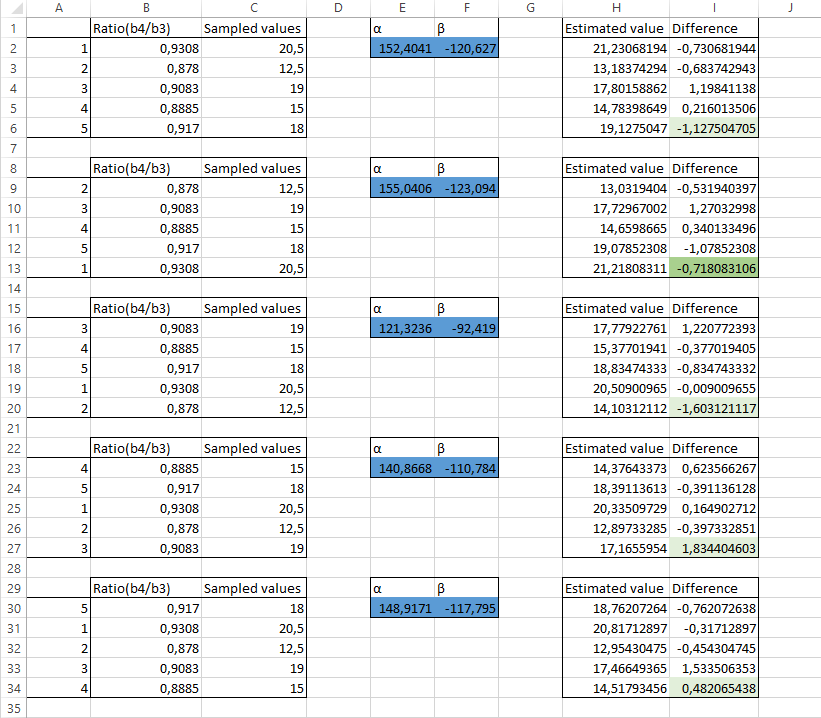 A B C D E F G H I J
1 Ratio(b4/b3) Sampled values α β Estimated value Difference
2 1 0,9308 20,5 152,4041 -120,627 21,23068194 -0,730681944
3 2 0,878 12,5 13,18374294 -0,683742943
4 3 0,9083 19 17,80158862 1,19841138
5 4 0,8885 15 14,78398649 0,216013506
6 5 0,917 18 19,1275047 -1,127504705
7
8 Ratio(b4/b3) Sampled values α β Estimated value Difference
9 2 0,878 12,5 155,0406 -123,094 13,0319404 -0,531940397
10 3 0,9083 19 17,72967002 1,27032998
11 4 0,8885 15 14,6598665 0,340133496
12 5 0,917 18 19,07852308 -1,07852308
13 1 0,9308 20,5 21,21808311 -0,718083106
14
15 Ratio(b4/b3) Sampled values α β Estimated value Difference
16 3 0,9083 19 121,3236 -92,419 17,77922761 1,220772393
17 4 0,8885 15 15,37701941 -0,377019405
18 5 0,917 18 18,83474333 -0,834743332
19 1 0,9308 20,5 20,50900965 -0,009009655
20 2 0,878 12,5 14,10312112 -1,603121117
21
22 Ratio(b4/b3) Sampled values α β Estimated value Difference
23 4 0,8885 15 140,8668 -110,784 14,37643373 0,623566267
24 5 0,917 18 18,39113613 -0,391136128
25 1 0,9308 20,5 20,33509729 0,164902712
26 2 0,878 12,5 12,89733285 -0,397332851
27 3 0,9083 19 17,1655954 1,834404603
28
29 Ratio(b4/b3) Sampled values α β Estimated value Difference
30 5 0,917 18 148,9171 -117,795 18,76207264 -0,762072638
31 1 0,9308 20,5 20,81712897 -0,31712897
32 2 0,878 12,5 12,95430475 -0,454304745
33 3 0,9083 19 17,46649365 1,533506353
34 4 0,8885 15 14,51793456 0,482065438
35